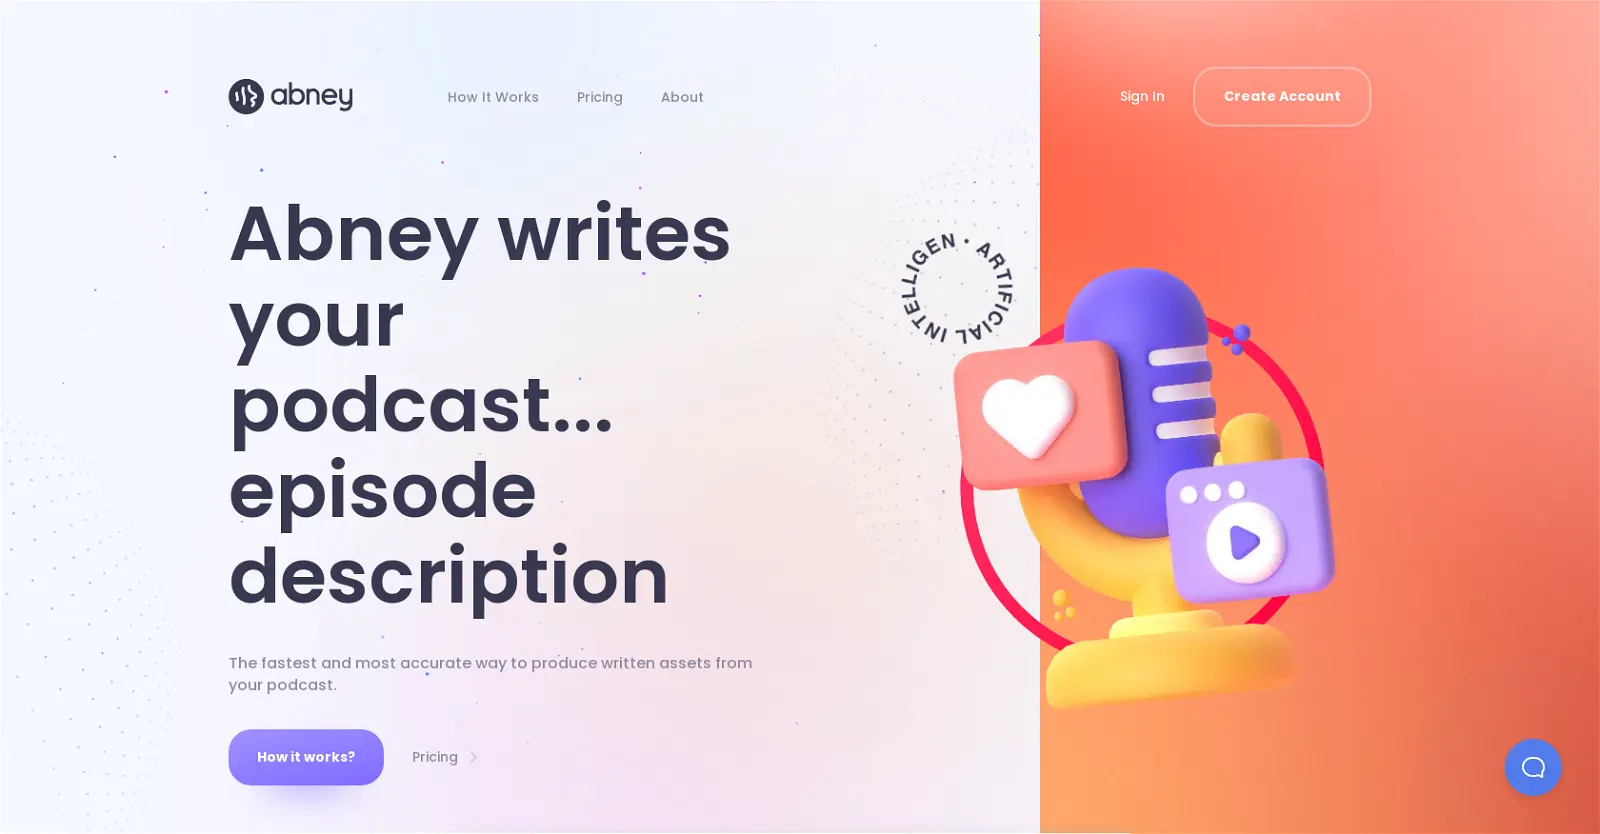 abney
How It Works
Pricing
About
Sign In
Create Account
Abney writes
your
podcast...
episode
description
ARTIFICIAL INTELLIGEN •
The fastest and most accurate way to produce written assets from
your podcast.
How it works?
Pricing